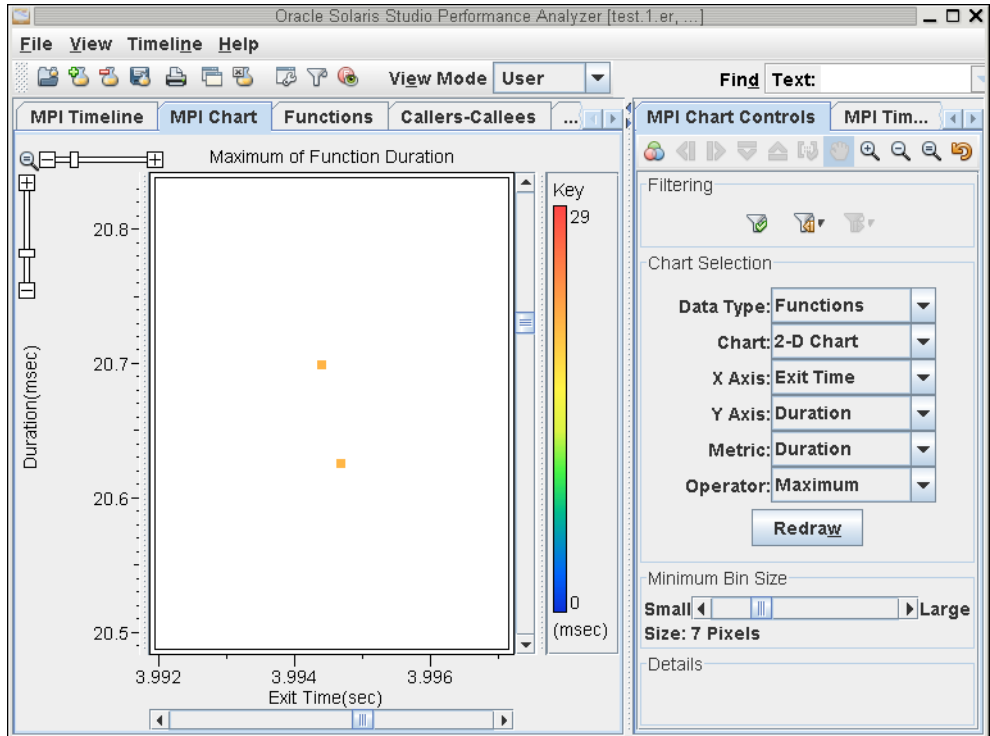 Oracle Solaris Studio Performance Analyzer [test.1.er, ...]
File View Timeline Help
View Mode User
Find Text:
MPI Timeline MPI Chart Functions Callers-Callees ...
Maximum of Function Duration
20.8
20.7
20.6
20.5
Duration(msec)
3.992 3.994 3.996
Exit Time(sec)
Key
29
0
(msec)
MPI Chart Controls MPI Tim...
Filtering
Chart Selection
Data Type: Functions
Chart: 2-D Chart
X Axis: Exit Time
Y Axis: Duration
Metric: Duration
Operator: Maximum
Redraw
Minimum Bin Size
Small Large
Size: 7 Pixels
Details